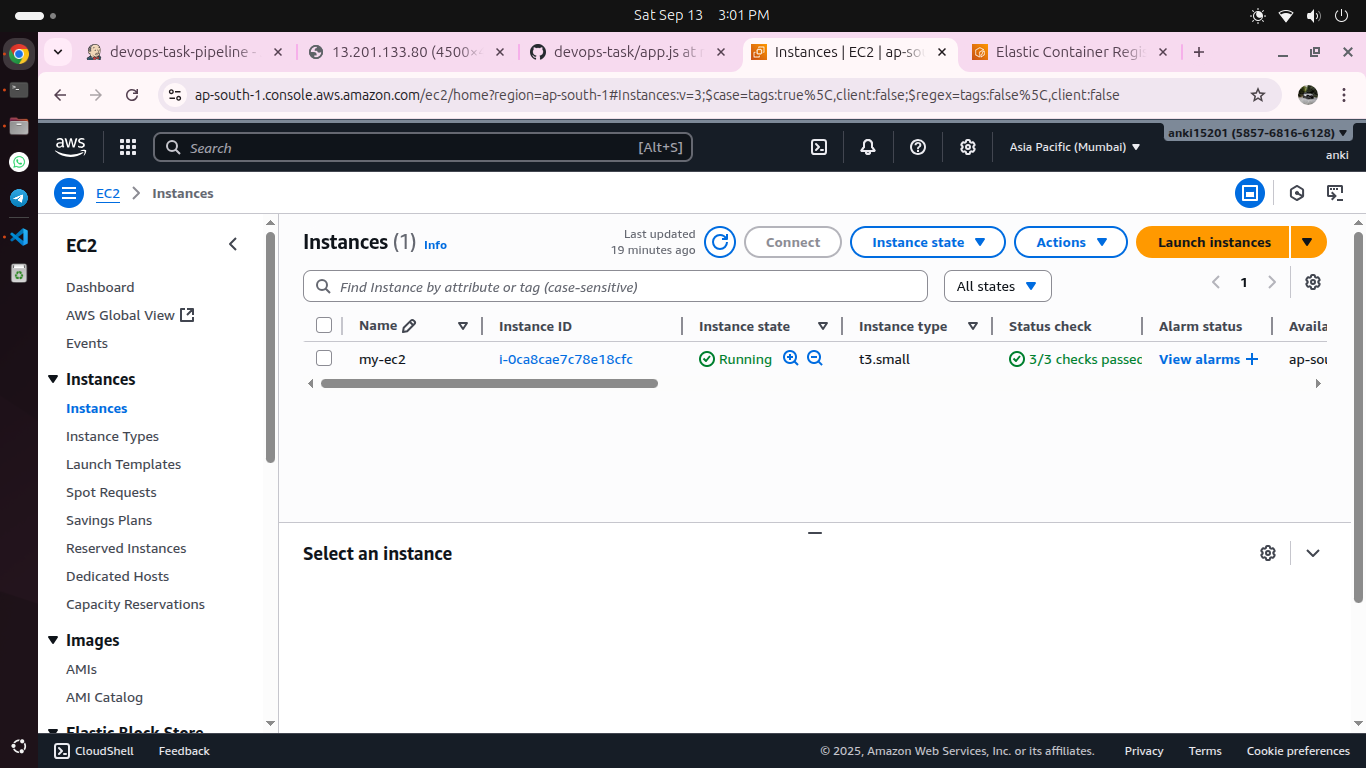 Sat Sep 13 3:01 PM
devops-task-pipeline -
13.201.133.80 (4500×
devops-task/app.js at
Instances | EC2 | ap-so
Elastic Container Regi
ap-south-1.console.aws.amazon.com/ec2/home?region=ap-south-1#Instances:v=3;$case=tags:true%5C,client:false;$regex=tags:false%5C,client:false
aws
Search
[Alt+S]
Asia Pacific (Mumbai)
anki15201 (5857-6816-6128)
anki
EC2
Instances
EC2
Dashboard
AWS Global View
Events
Instances
Instances
Instance Types
Launch Templates
Spot Requests
Savings Plans
Reserved Instances
Dedicated Hosts
Capacity Reservations
Images
AMIs
AMI Catalog
Elastic Block Store
Instances (1) Info
Last updated
19 minutes ago
Connect
Instance state
Actions
Launch instances
Find Instance by attribute or tag (case-sensitive)
All states
1
Name Instance ID Instance state Instance type Status check Alarm status Availa
my-ec2 i-0ca8cae7c78e18cfc Running t3.small 3/3 checks passec View alarms + ap-sou
Select an instance
CloudShell Feedback © 2025, Amazon Web Services, Inc. or its affiliates. Privacy Terms Cookie preferences